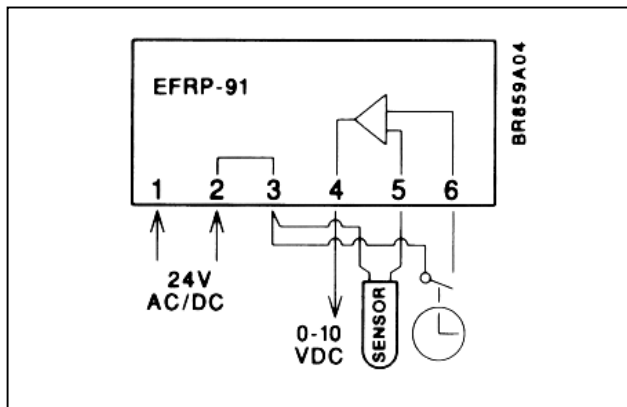 EFRP-91
1 2 3 4 5 6
24V
AC/DC
0-10
VDC
SENSOR
BR859A04